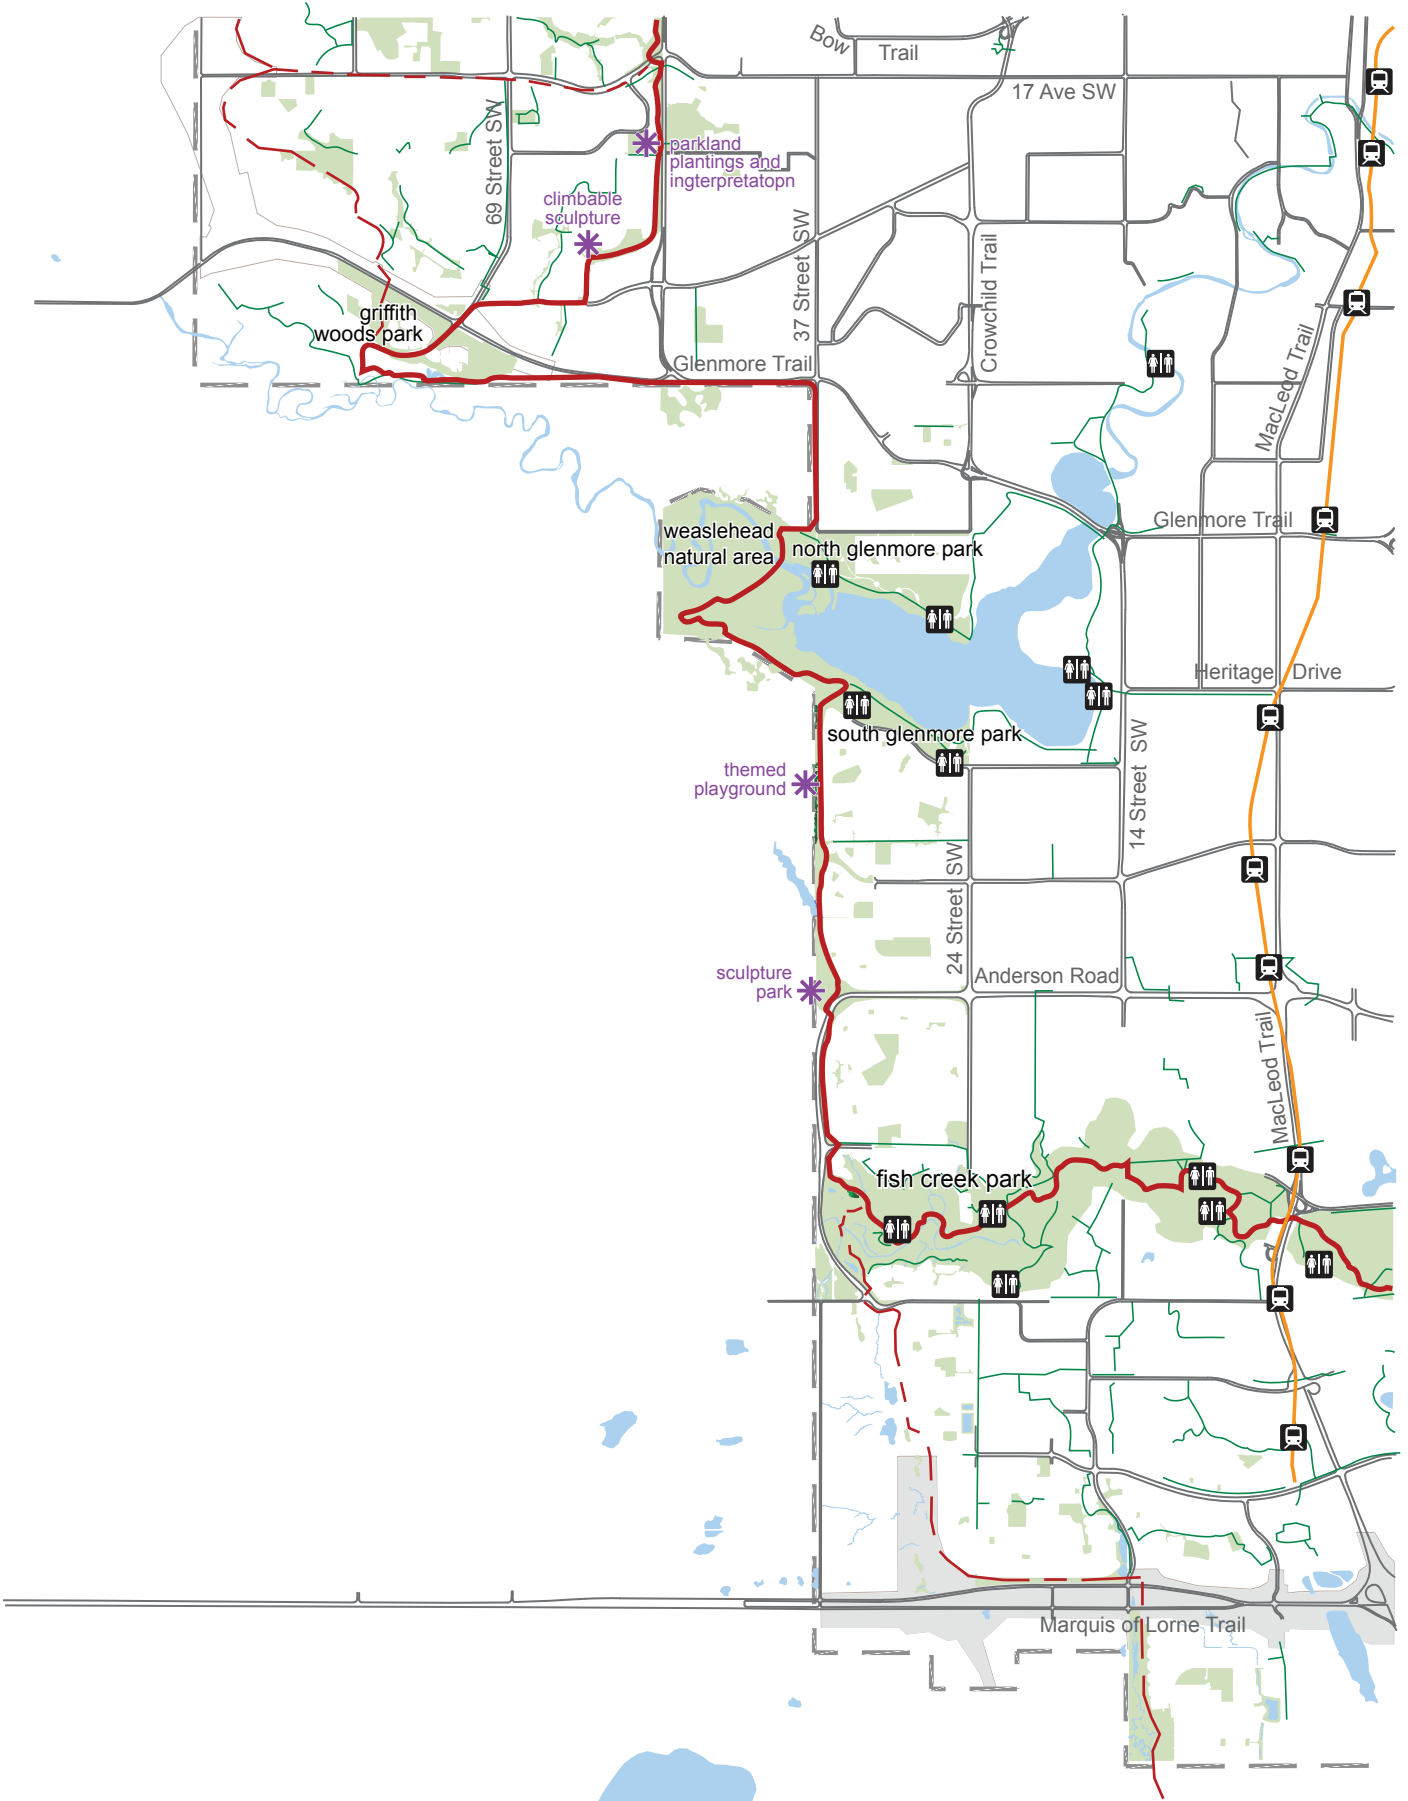 Bow
Trail
17 Ave SW
69 Street SW
parkland
plantings and
ingterpretatopn
climbable
sculpture
37 Street SW
Crowchild Trail
griffith
woods park
Glenmore Trail
MacLeod Trail
Glenmore Trail
weaslehead
natural area
north glenmore park
Heritage Drive
south glenmore park
14 Street SW
themed
playground
24 Street SW
sculpture
park
Anderson Road
MacLeod Trail
fish creek park
Marquis of Lorne Trail